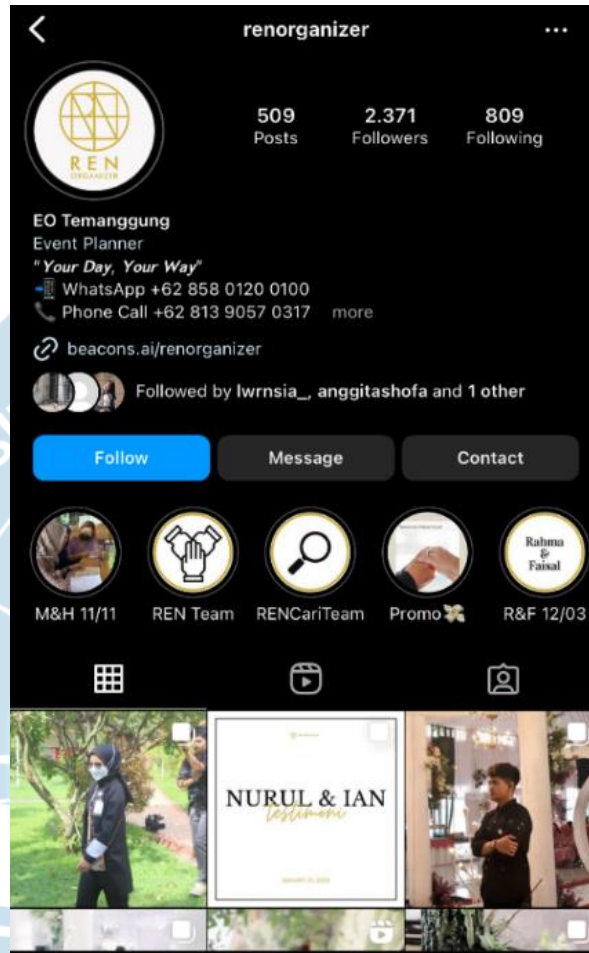 renorganizer
509 2.371 809
Posts Followers Following
REN
ORGANIZER
EO Temanggung
Event Planner
"Your Day, Your Way"
WhatsApp +62 858 0120 0100
Phone Call +62 813 9057 0317 more
beacons.ai/renorganizer
Followed by lwrnsia_, anggitashofa and 1 other
Follow Message Contact
Rahma
&
Faisal
M&H 11/11 REN Team RENCariTeam Promo R&F 12/03
NURUL & IAN
testimoni